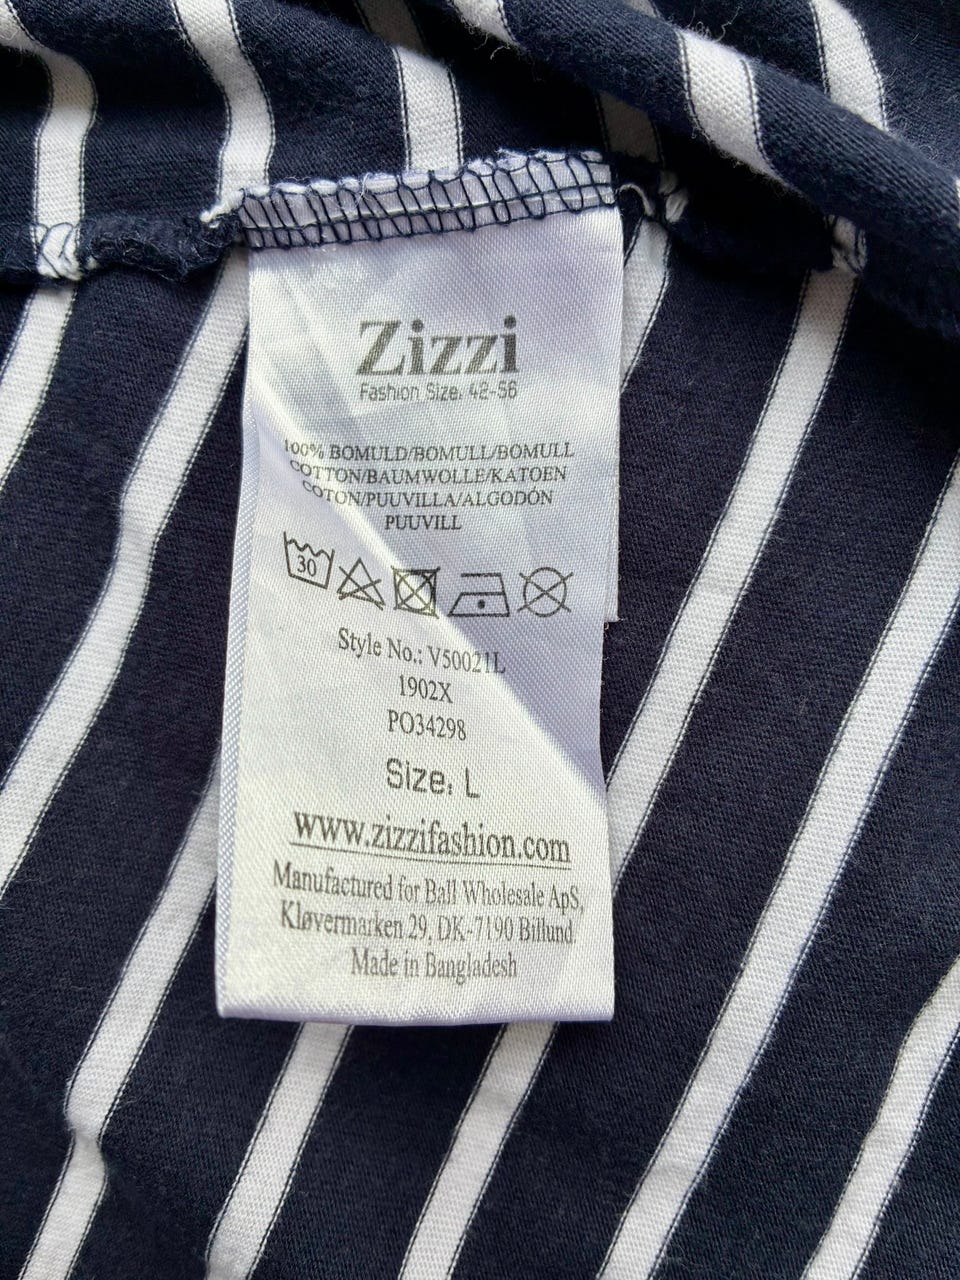 Zizzi
Fashion Size. 42-56
100% BOMULD/BOMULL/BOMULL
COTTON/BAUMWOLLE/KATOEN
COTON/PUUVILLA/ALGODÓN
PUUVILL
30
Style No.: V50021L
1902X
PO34298
Size. L
www.zizzifashion.com
Manufactured for Ball Wholesale ApS,
Kløvermarken 29, DK-7190 Billund.
Made in Bangladesh